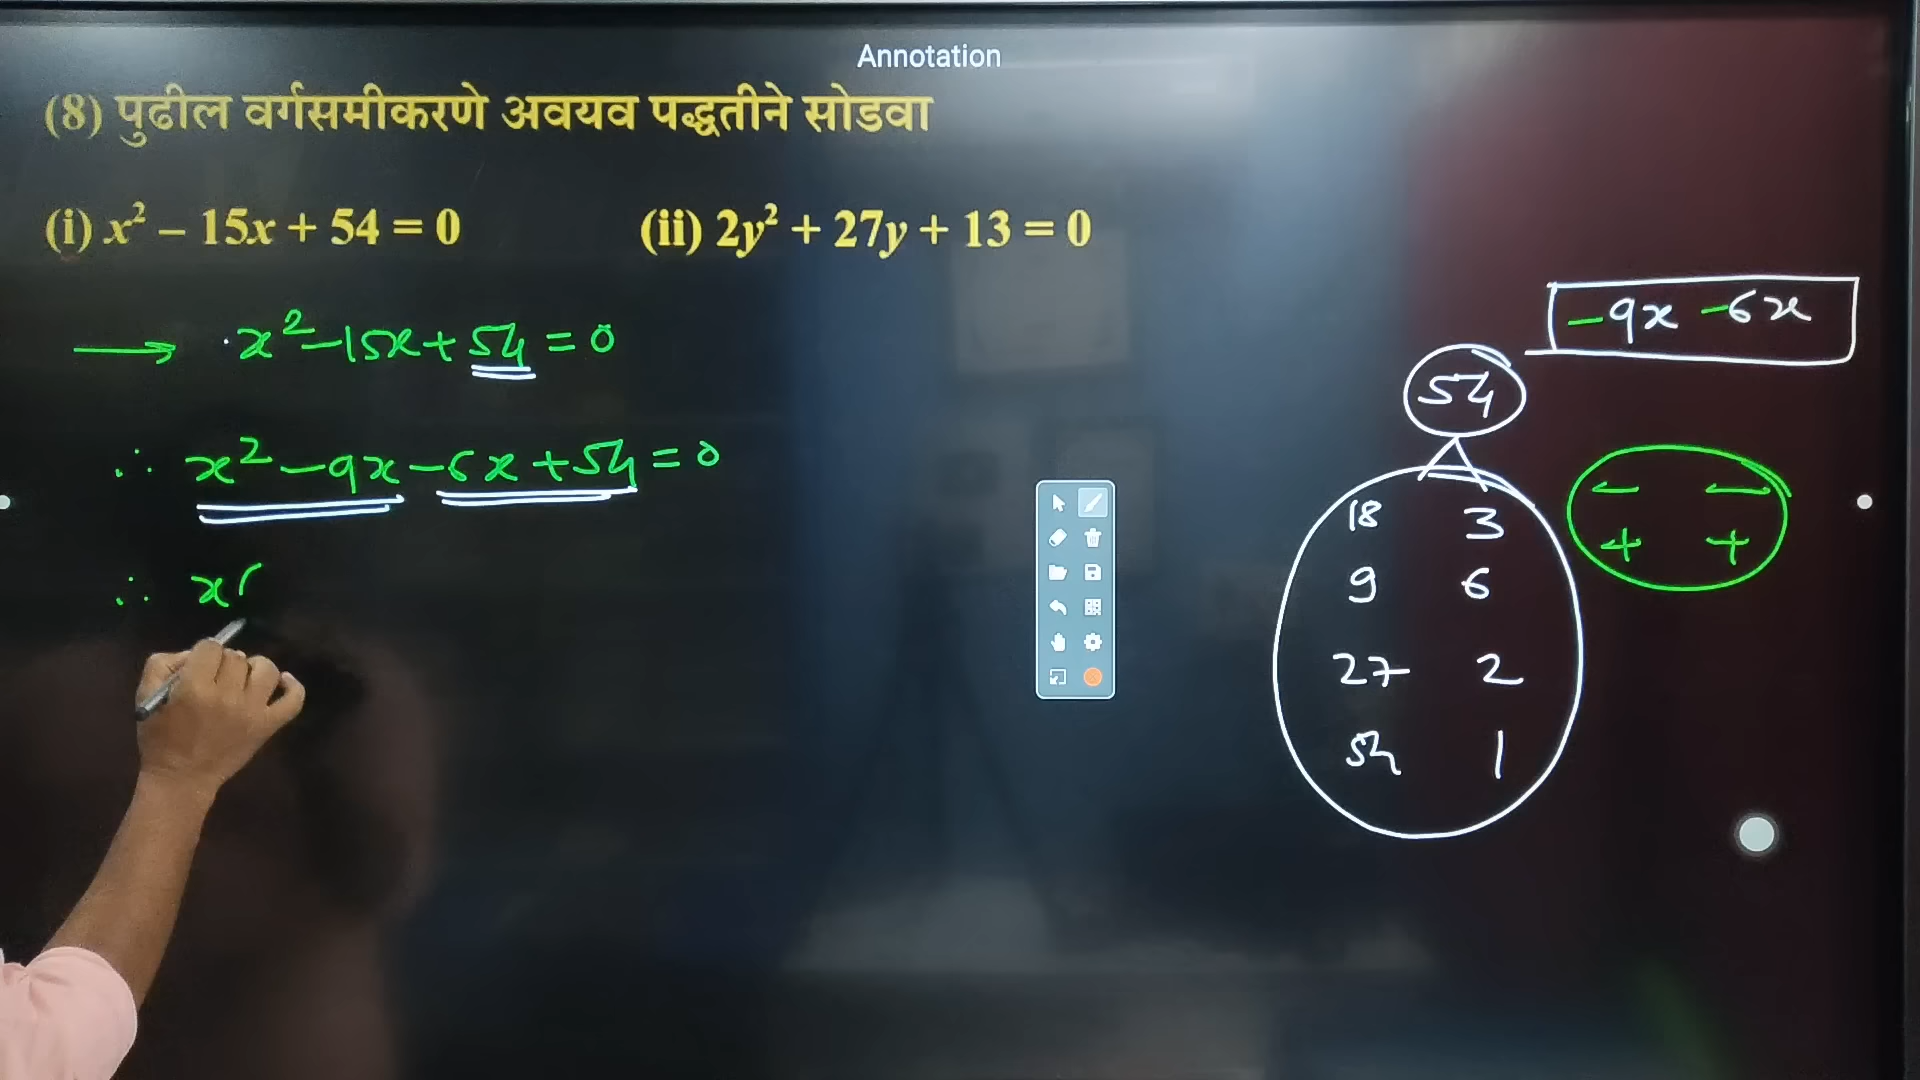 Annotation
(8) पुढील वर्गसमीकरणे अवयव पद्धतीने सोडवा
(i) x² – 15x + 54 = 0 (ii) 2y² + 27y + 13 = 0
→ x² – 15x + 54 = 0
∴ x² – 9x – 6x + 54 = 0
∴ x(
– 9x – 6x
54
18 3
9 6
27 2
54 1
– –
+ +